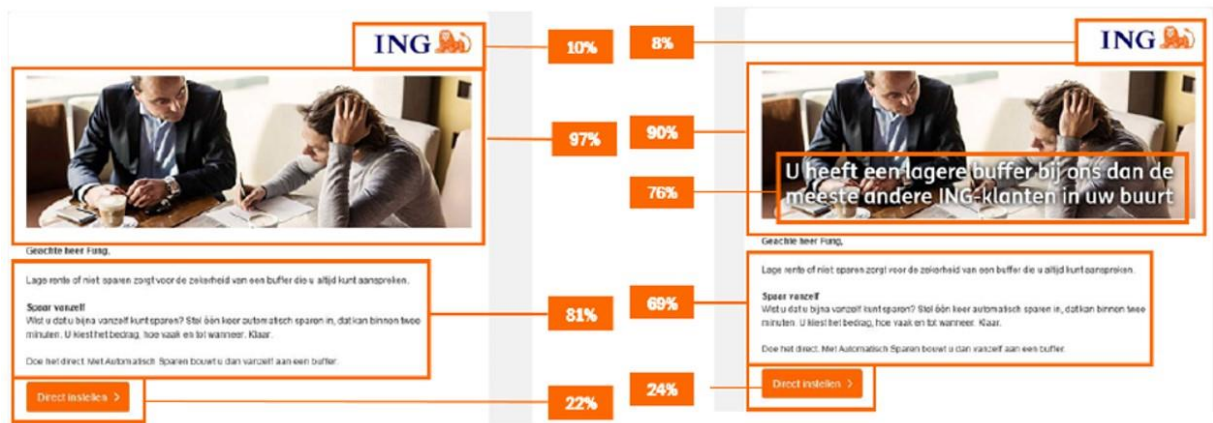 ING
10%
8%
ING
97%
90%
76%
U heeft een lagere buffer bij ons dan de
meeste andere ING-klanten in uw buurt
Geachte heer Fung,
Lage rente of niet sparen zorgt voor de zekerheid van een buffer die u altijd kunt aanspreken.
Spaar vanzelf
Wist u dat u bijna vanzelf kunt sparen? Stel één keer automatisch sparen in, dat kan binnen twee
minuten. U kiest het bedrag, hoe vaak en tot wanneer. Klaar.
Doe het direct. Met Automatisch Sparen bouwt u dan vanzelf aan een buffer.
Direct instellen >
81%
69%
22%
24%
Geachte heer Fung,
Lage rente of niet sparen zorgt voor de zekerheid van een buffer die u altijd kunt aanspreken.
Spaar vanzelf
Wist u dat u bijna vanzelf kunt sparen? Stel één keer automatisch sparen in, dat kan binnen twee
minuten. U kiest het bedrag, hoe vaak en tot wanneer. Klaar.
Doe het direct. Met Automatisch Sparen bouwt u dan vanzelf aan een buffer.
Direct instellen >